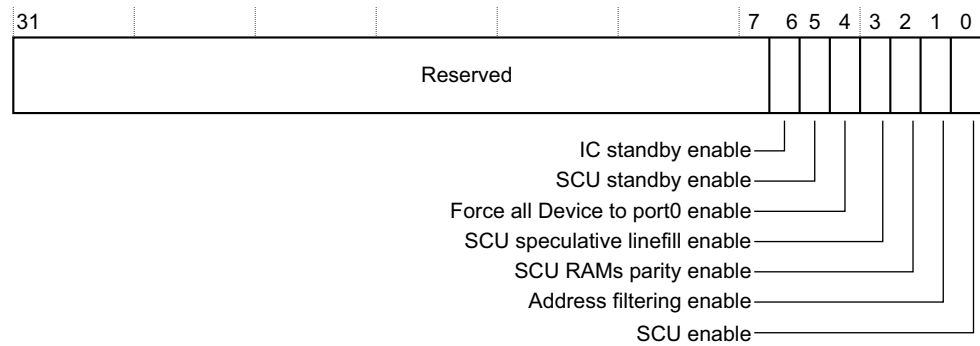 31 7 6 5 4 3 2 1 0
Reserved
IC standby enable
SCU standby enable
Force all Device to port0 enable
SCU speculative linefill enable
SCU RAMs parity enable
Address filtering enable
SCU enable